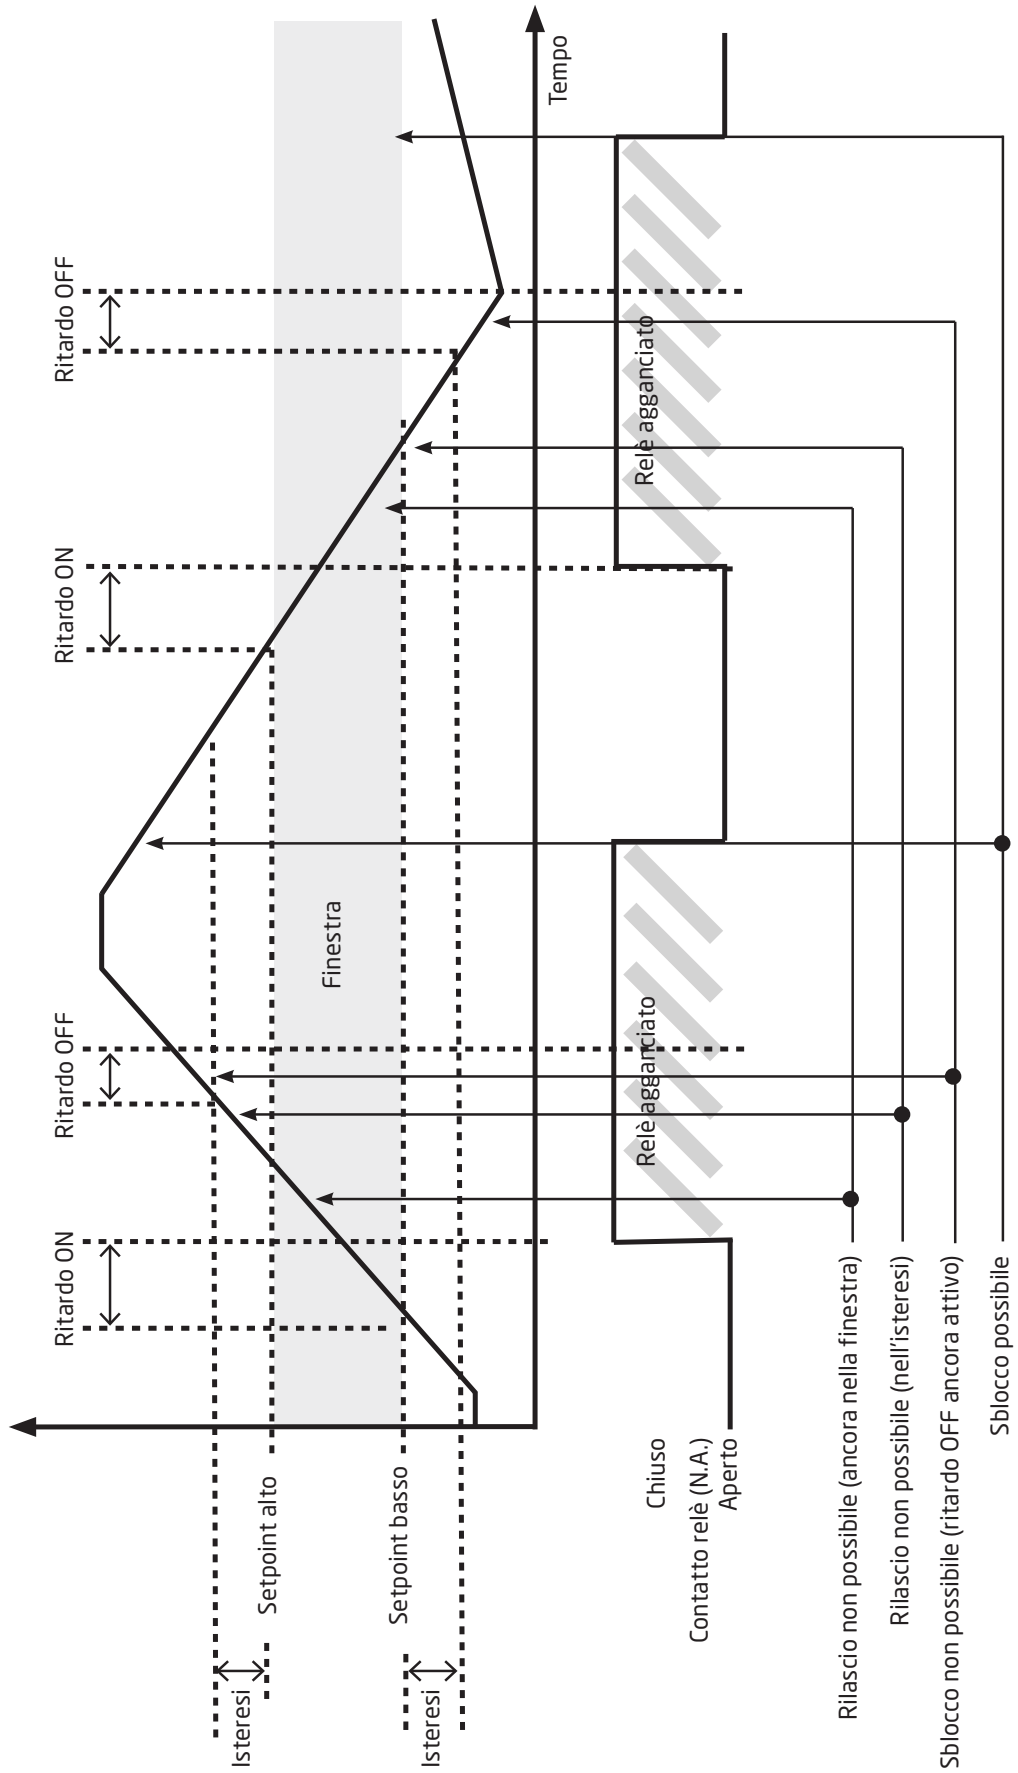 Ritardo ON
Ritardo OFF
Ritardo ON
Ritardo OFF
Isteresi
Setpoint alto
Finestra
Setpoint basso
Isteresi
Tempo
Chiuso
Relè agganciato
Relè agganciato
Contatto relè (N.A.)
Aperto
Rilascio non possibile (ancora nella finestra)
Rilascio non possibile (nell'isteresi)
Sblocco non possibile (ritardo OFF ancora attivo)
Sblocco possibile